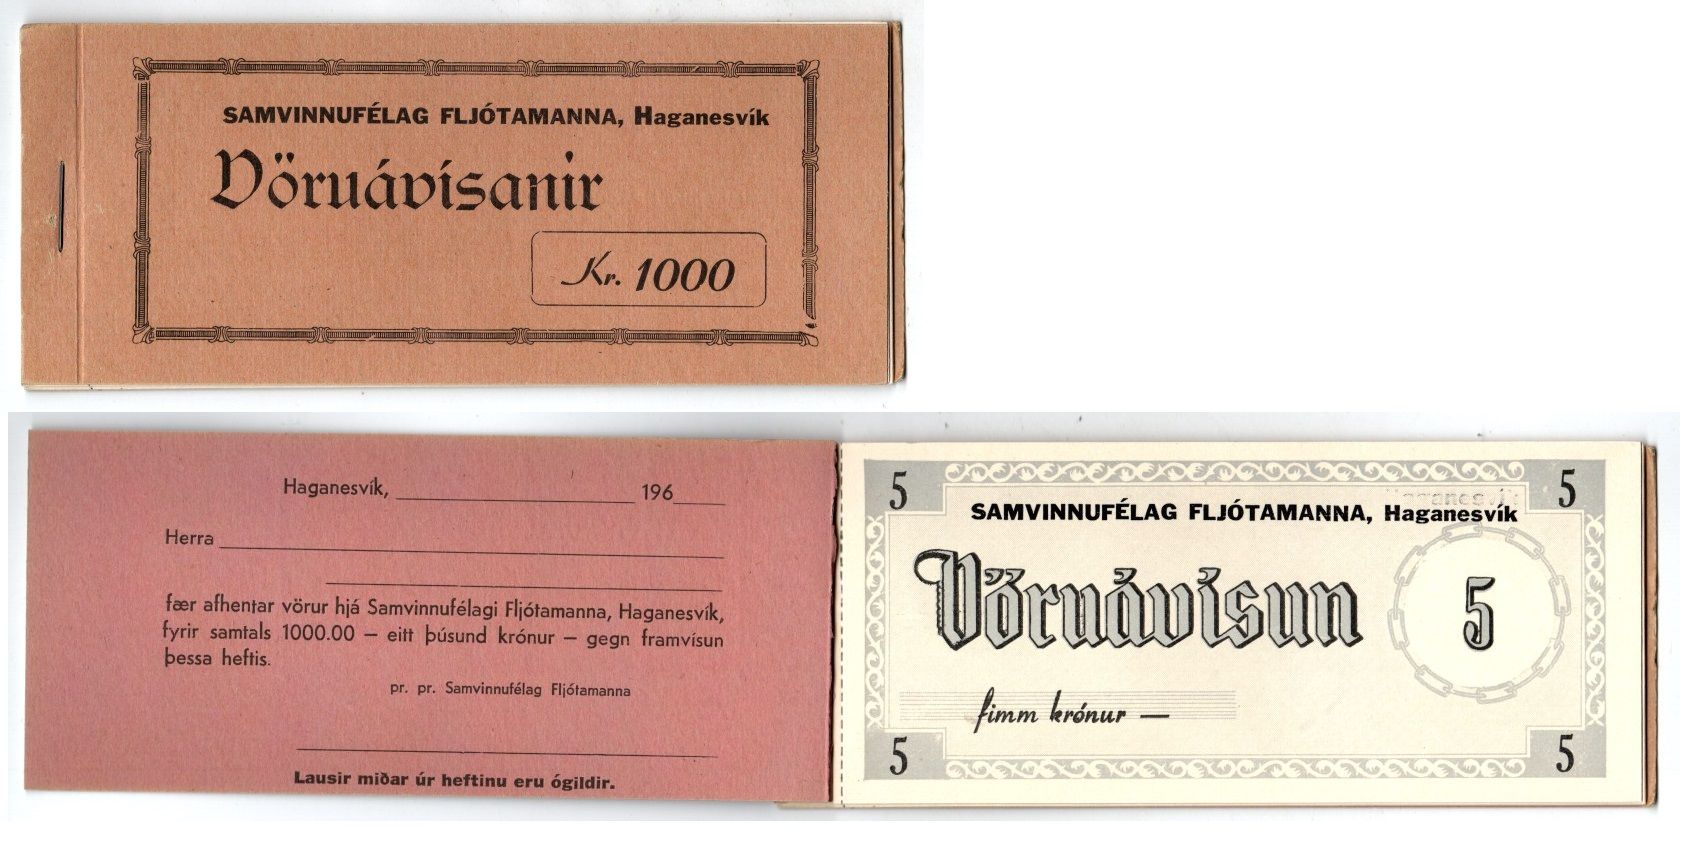 SAMVINNUFÉLAG FLJÓTAMANNA, Haganesvík
Vöruávísanir
Kr. 1000
Haganesvík, 196
Herra
fær afhentar vörur hjá Samvinnufélagi Fljótamanna, Haganesvík,
fyrir samtals 1000.00 — eitt þúsund krónur — gegn framvísun
þessa heftis.
pr. pr. Samvinnufélag Fljótamanna
Lausir miðar úr heftinu eru ógildir.
5 5
Haganesvík
SAMVINNUFÉLAG FLJÓTAMANNA, Haganesvík
Vöruávísun
5
fimm krónur —
5 5